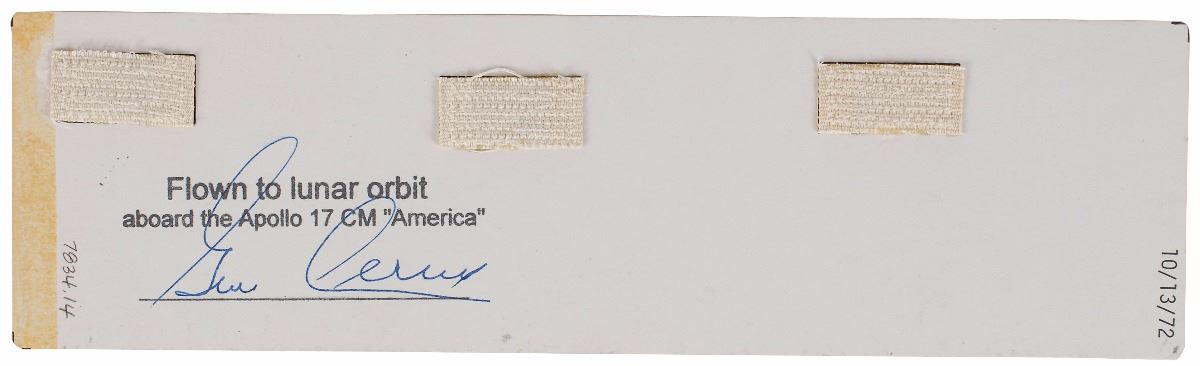 Flown to lunar orbit
aboard the Apollo 17 CM "America"
Gene Cernan
7834.14
10/13/72